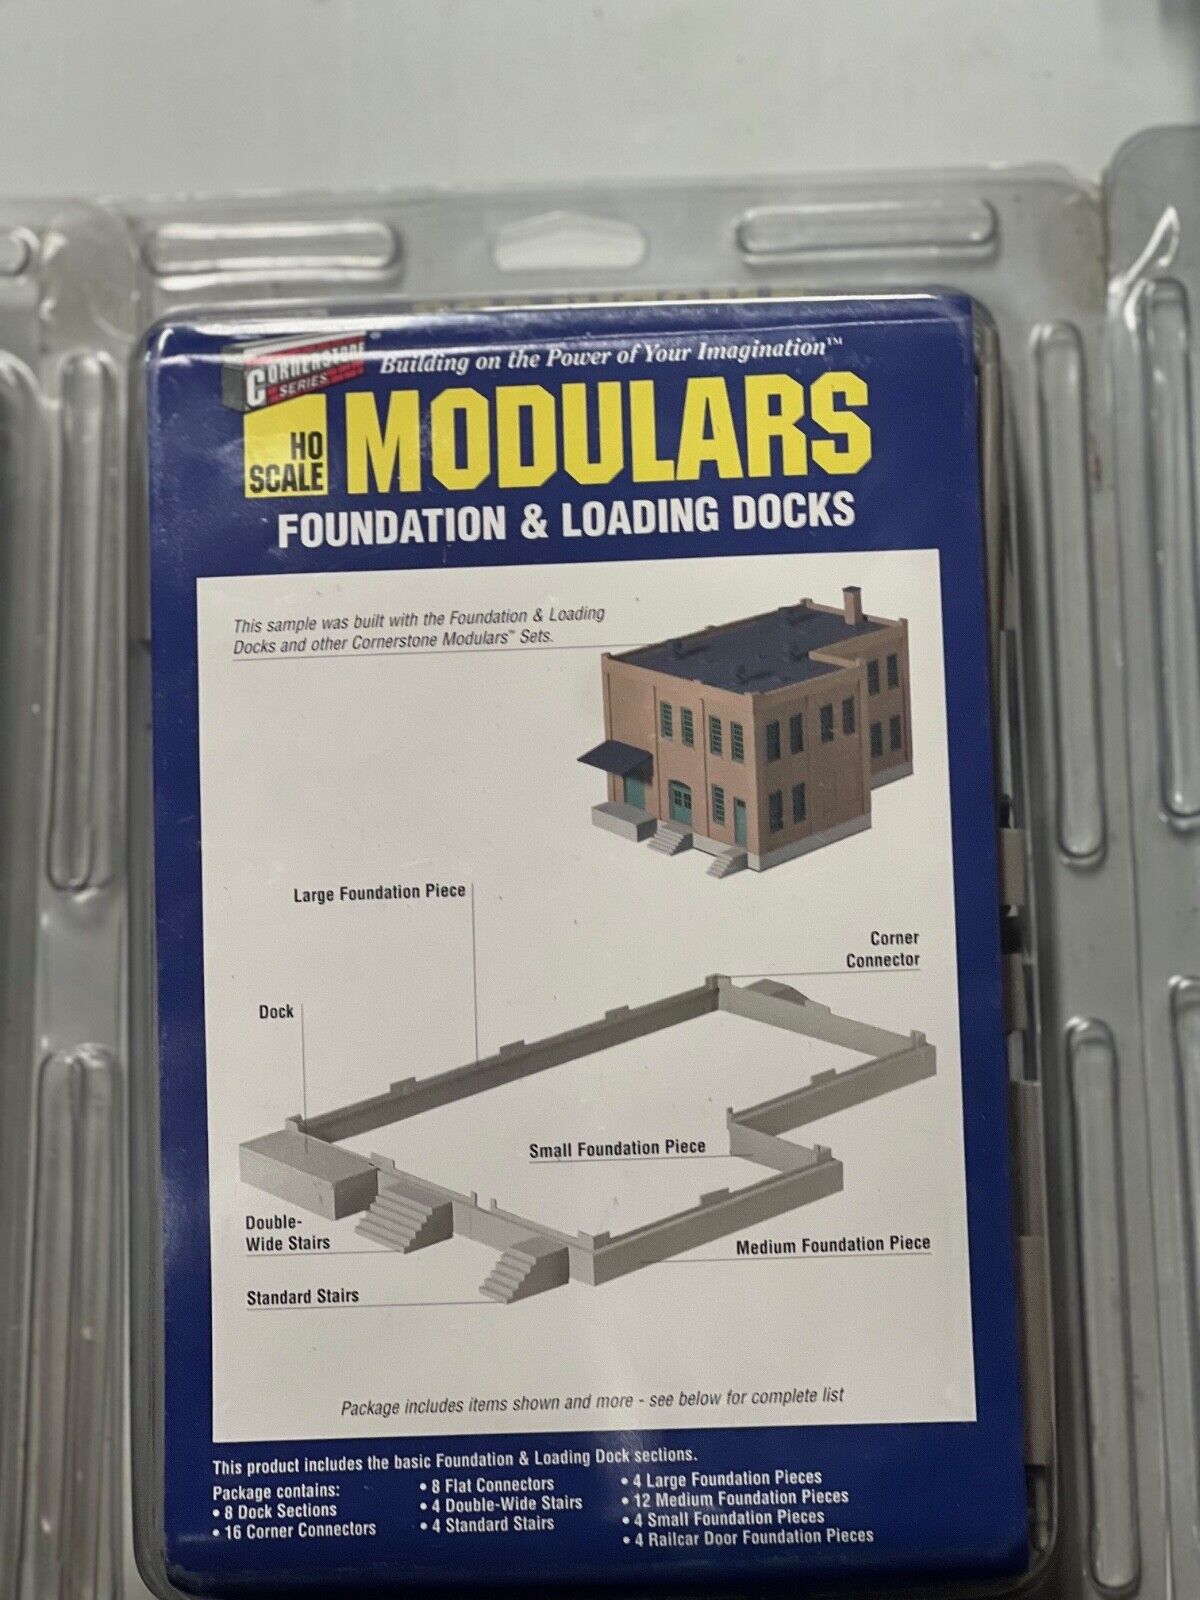 CORNERSTONE
SERIES
Building on the Power of Your Imagination™
HO
SCALE
MODULARS
FOUNDATION & LOADING DOCKS
This sample was built with the Foundation & Loading
Docks and other Cornerstone Modulars™ Sets.
Large Foundation Piece
Corner
Connector
Dock
Small Foundation Piece
Double-
Wide Stairs
Medium Foundation Piece
Standard Stairs
Package includes items shown and more - see below for complete list
This product includes the basic Foundation & Loading Dock sections.
Package contains:
• 8 Dock Sections
• 16 Corner Connectors
• 8 Flat Connectors
• 4 Double-Wide Stairs
• 4 Standard Stairs
• 4 Large Foundation Pieces
• 12 Medium Foundation Pieces
• 4 Small Foundation Pieces
• 4 Railcar Door Foundation Pieces